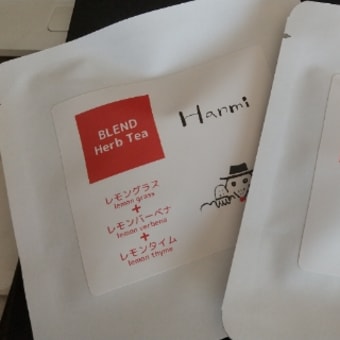 BLEND
Herb Tea
Hanmi
レモングラス
lemon grass
+
レモンバーベナ
lemon verbena
+
レモンタイム
lemon thyme